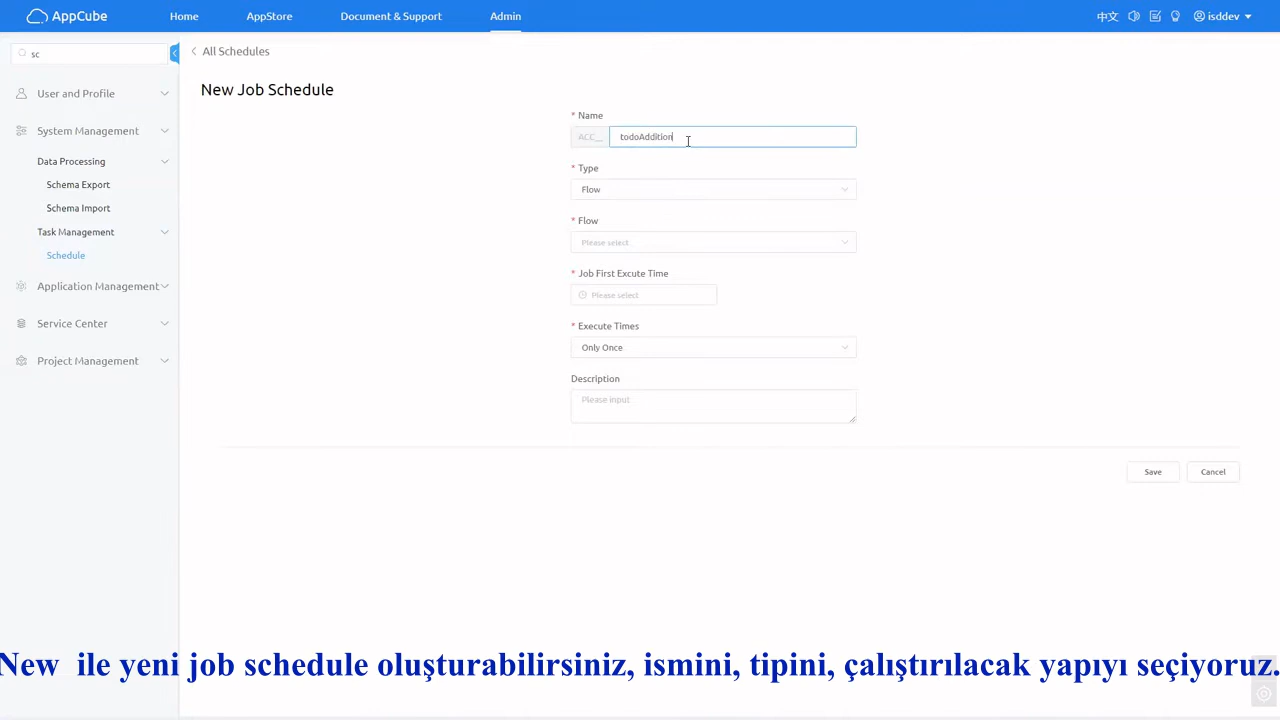 AppCube
Home
AppStore
Document & Support
Admin
中文
isddev
sc
User and Profile
System Management
Data Processing
Schema Export
Schema Import
Task Management
Schedule
Application Management
Service Center
Project Management
All Schedules
New Job Schedule
* Name
ACC__ todoAddition
* Type
Flow
* Flow
Please select
* Job First Excute Time
Please select
* Execute Times
Only Once
Description
Please input
Save
Cancel
New ile yeni job schedule oluşturabilirsiniz, ismini, tipini, çalıştırılacak yapıyı seçiyoruz.